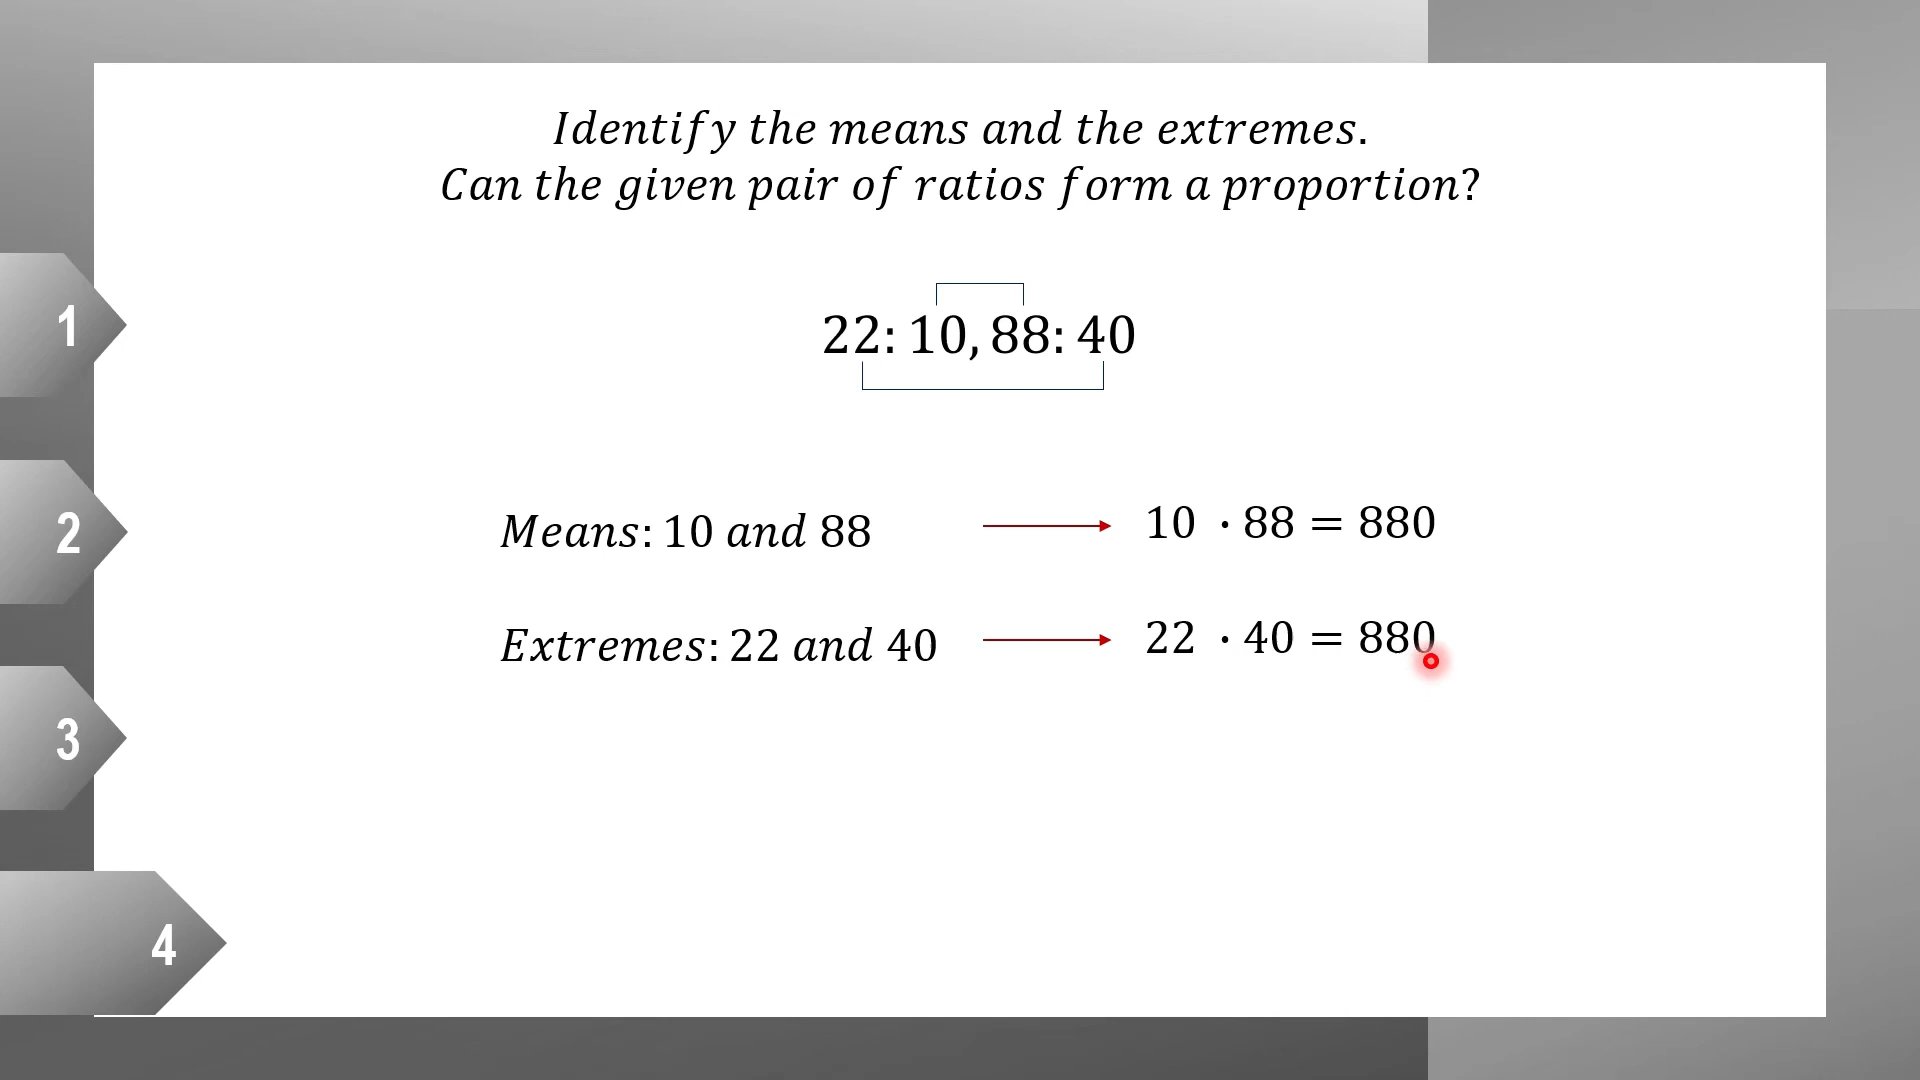 Identify the means and the extremes.
Can the given pair of ratios form a proportion?
22: 10, 88: 40
1
2
Means: 10 and 88 10 · 88 = 880
Extremes: 22 and 40 22 · 40 = 880
3
4